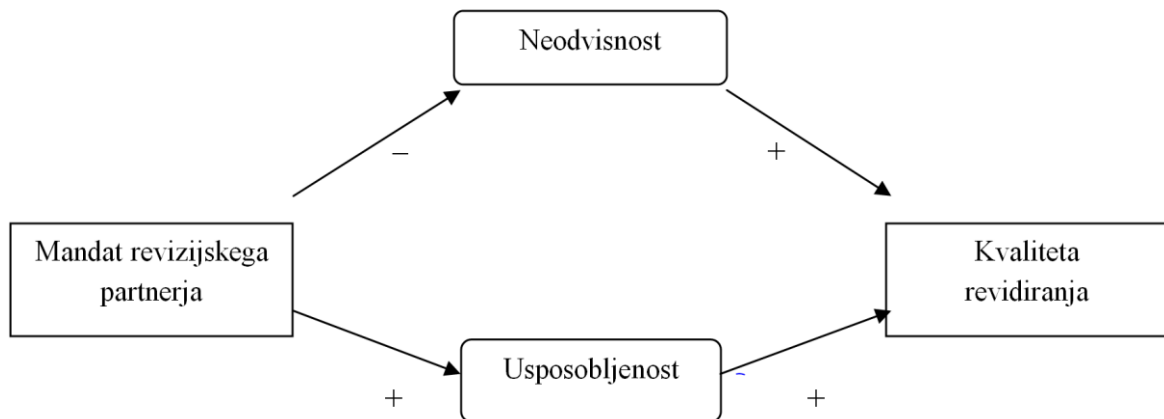 Neodvisnost
–
+
Mandat revizijskega
partnerja
Kvaliteta
revidiranja
Usposobljenost
+
+